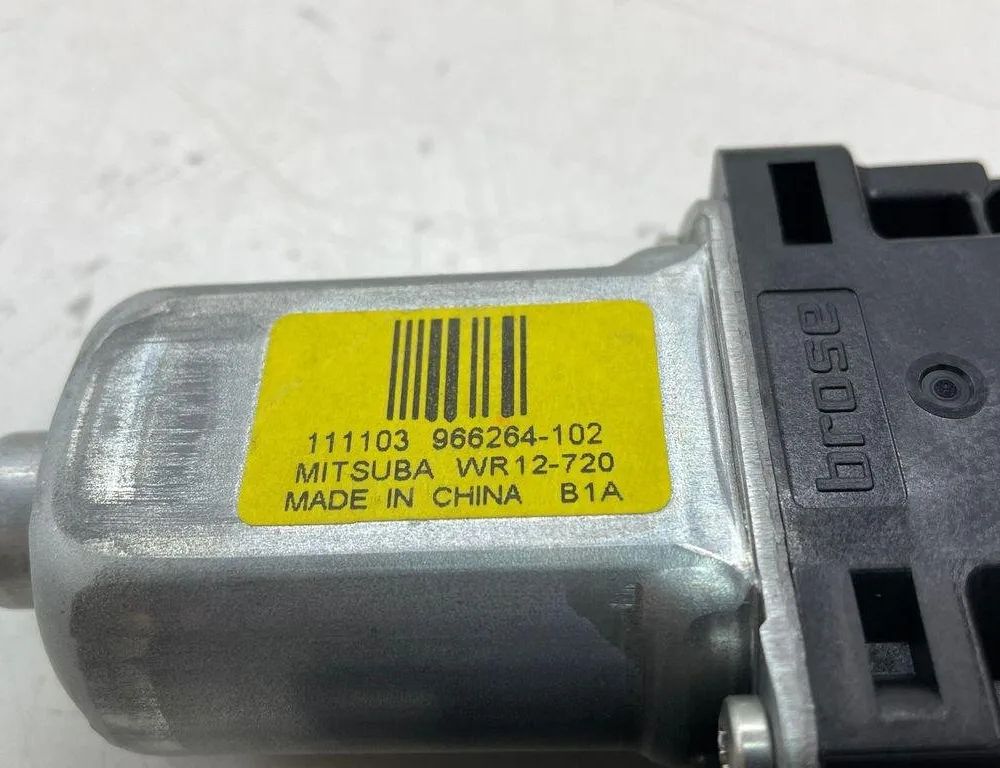 111103 966264-102
MITSUBA WR12-720
MADE IN CHINA B1A
brose